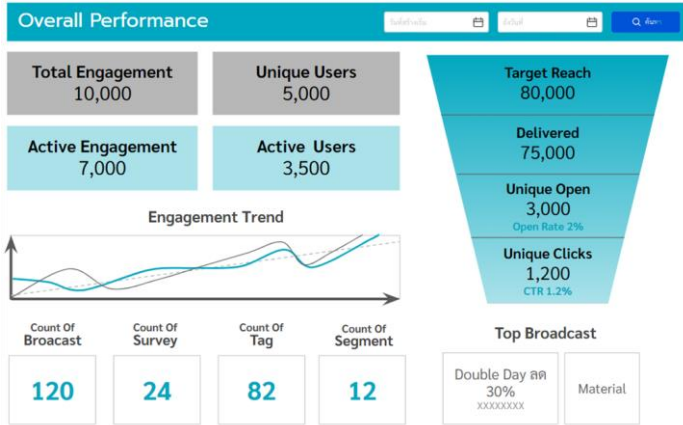 Overall Performance
ค้นหา
Total Engagement
10,000
Unique Users
5,000
Active Engagement
7,000
Active Users
3,500
Engagement Trend
Target Reach
80,000
Delivered
75,000
Unique Open
3,000
Open Rate 2%
Unique Clicks
1,200
CTR 1.2%
Count Of
Broacast
120
Count Of
Survey
24
Count Of
Tag
82
Count Of
Segment
12
Top Broadcast
Double Day ลด
30%
XXXXXXXX
Material